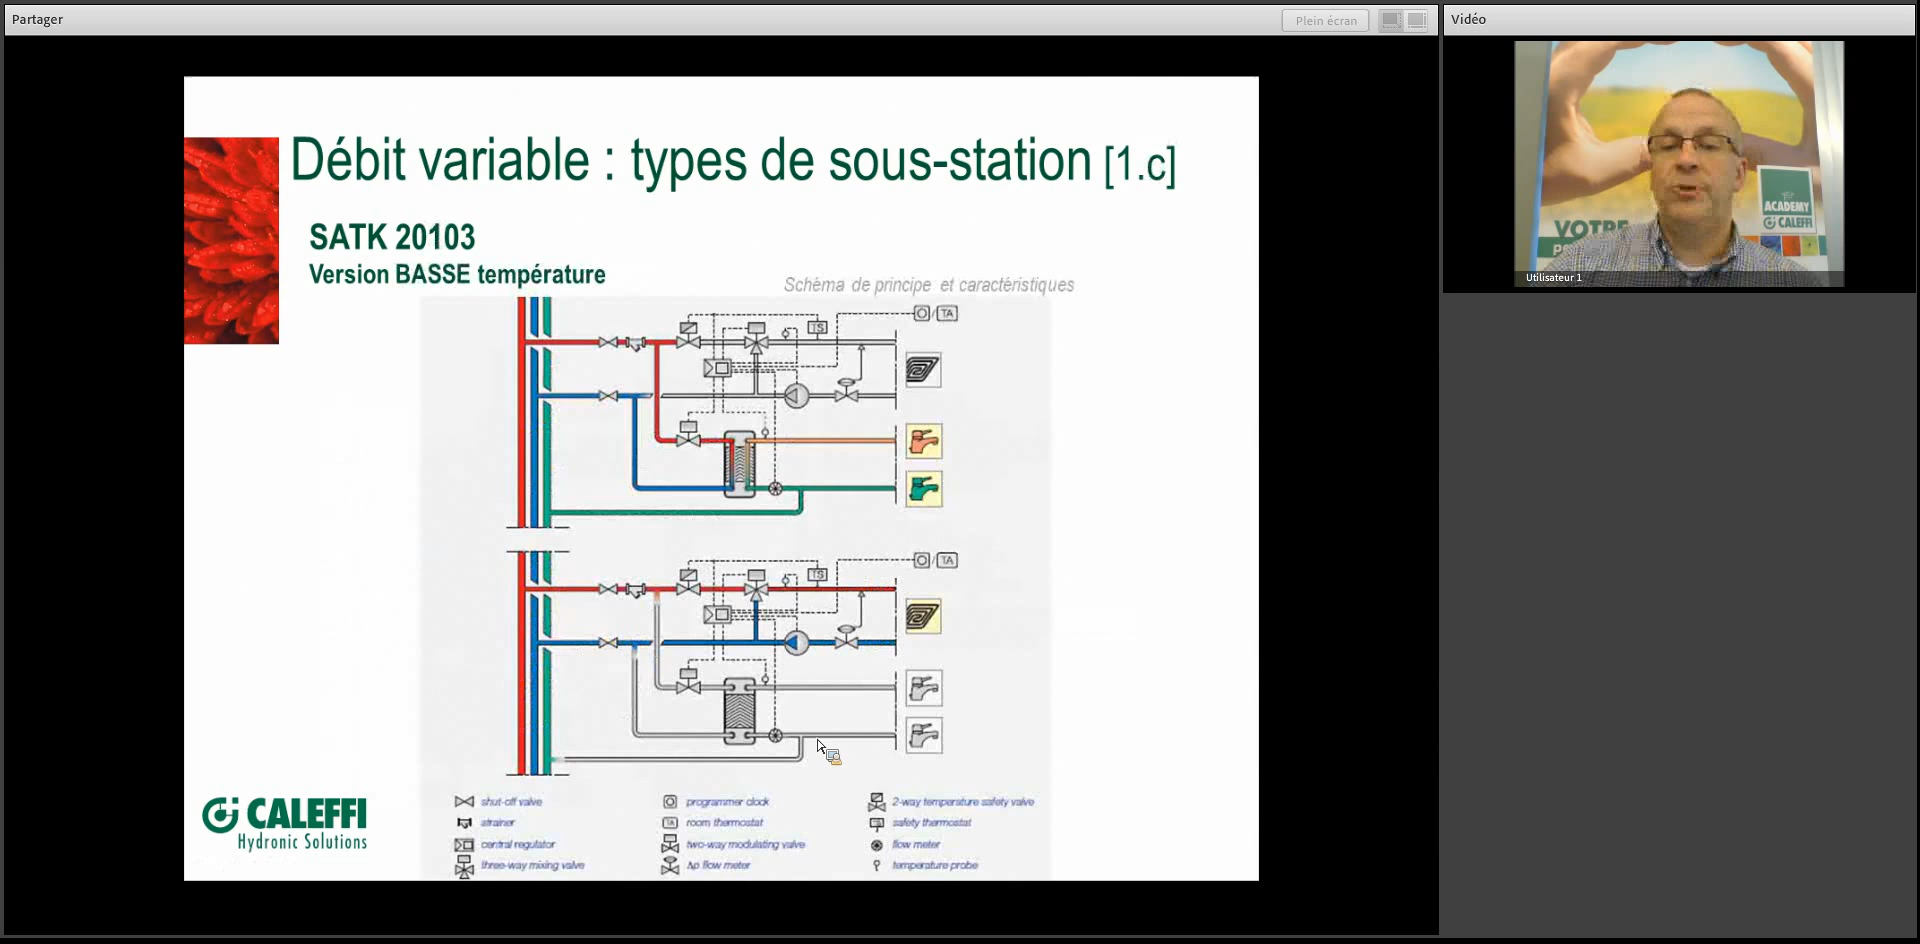 Partager
Plein écran
Vidéo
Débit variable : types de sous-station [1.c]
SATK 20103
Version BASSE température
Schéma de principe et caractéristiques
TS
/ TA
TS
/ TA
shut-off valve
strainer
central regulator
three-way mixing valve
programmer clock
TA room thermostat
two-way modulating valve
Δp flow meter
2-way temperature safety valve
safety thermostat
flow meter
temperature probe
CALEFFI
Hydronic Solutions
VOTRE
ACADEMY
CALEFFI
Utilisateur 1